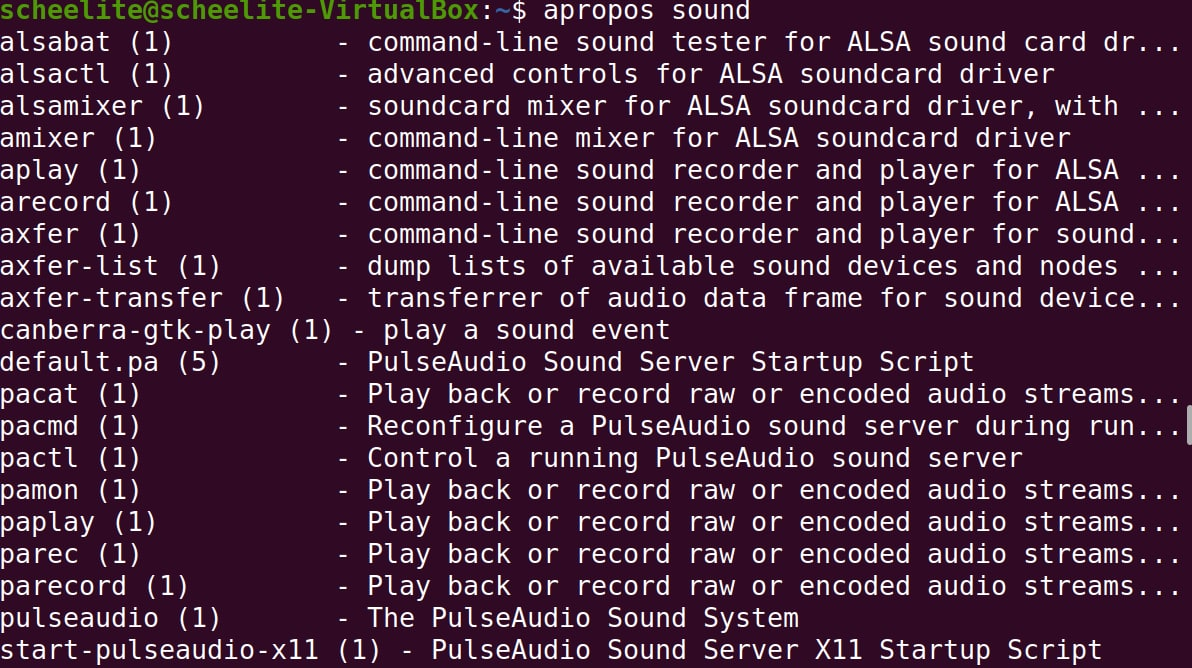 scheelite@scheelite-VirtualBox:~$ apropos sound
alsabat (1)          - command-line sound tester for ALSA sound card dr...
alsactl (1)          - advanced controls for ALSA soundcard driver
alsamixer (1)        - soundcard mixer for ALSA soundcard driver, with ...
amixer (1)           - command-line mixer for ALSA soundcard driver
aplay (1)            - command-line sound recorder and player for ALSA ...
arecord (1)          - command-line sound recorder and player for ALSA ...
axfer (1)            - command-line sound recorder and player for sound...
axfer-list (1)       - dump lists of available sound devices and nodes ...
axfer-transfer (1)   - transferrer of audio data frame for sound device...
canberra-gtk-play (1) - play a sound event
default.pa (5)       - PulseAudio Sound Server Startup Script
pacat (1)            - Play back or record raw or encoded audio streams...
pacmd (1)            - Reconfigure a PulseAudio sound server during run...
pactl (1)            - Control a running PulseAudio sound server
pamon (1)            - Play back or record raw or encoded audio streams...
paplay (1)           - Play back or record raw or encoded audio streams...
parec (1)            - Play back or record raw or encoded audio streams...
parecord (1)         - Play back or record raw or encoded audio streams...
pulseaudio (1)       - The PulseAudio Sound System
start-pulseaudio-x11 (1) - PulseAudio Sound Server X11 Startup Script